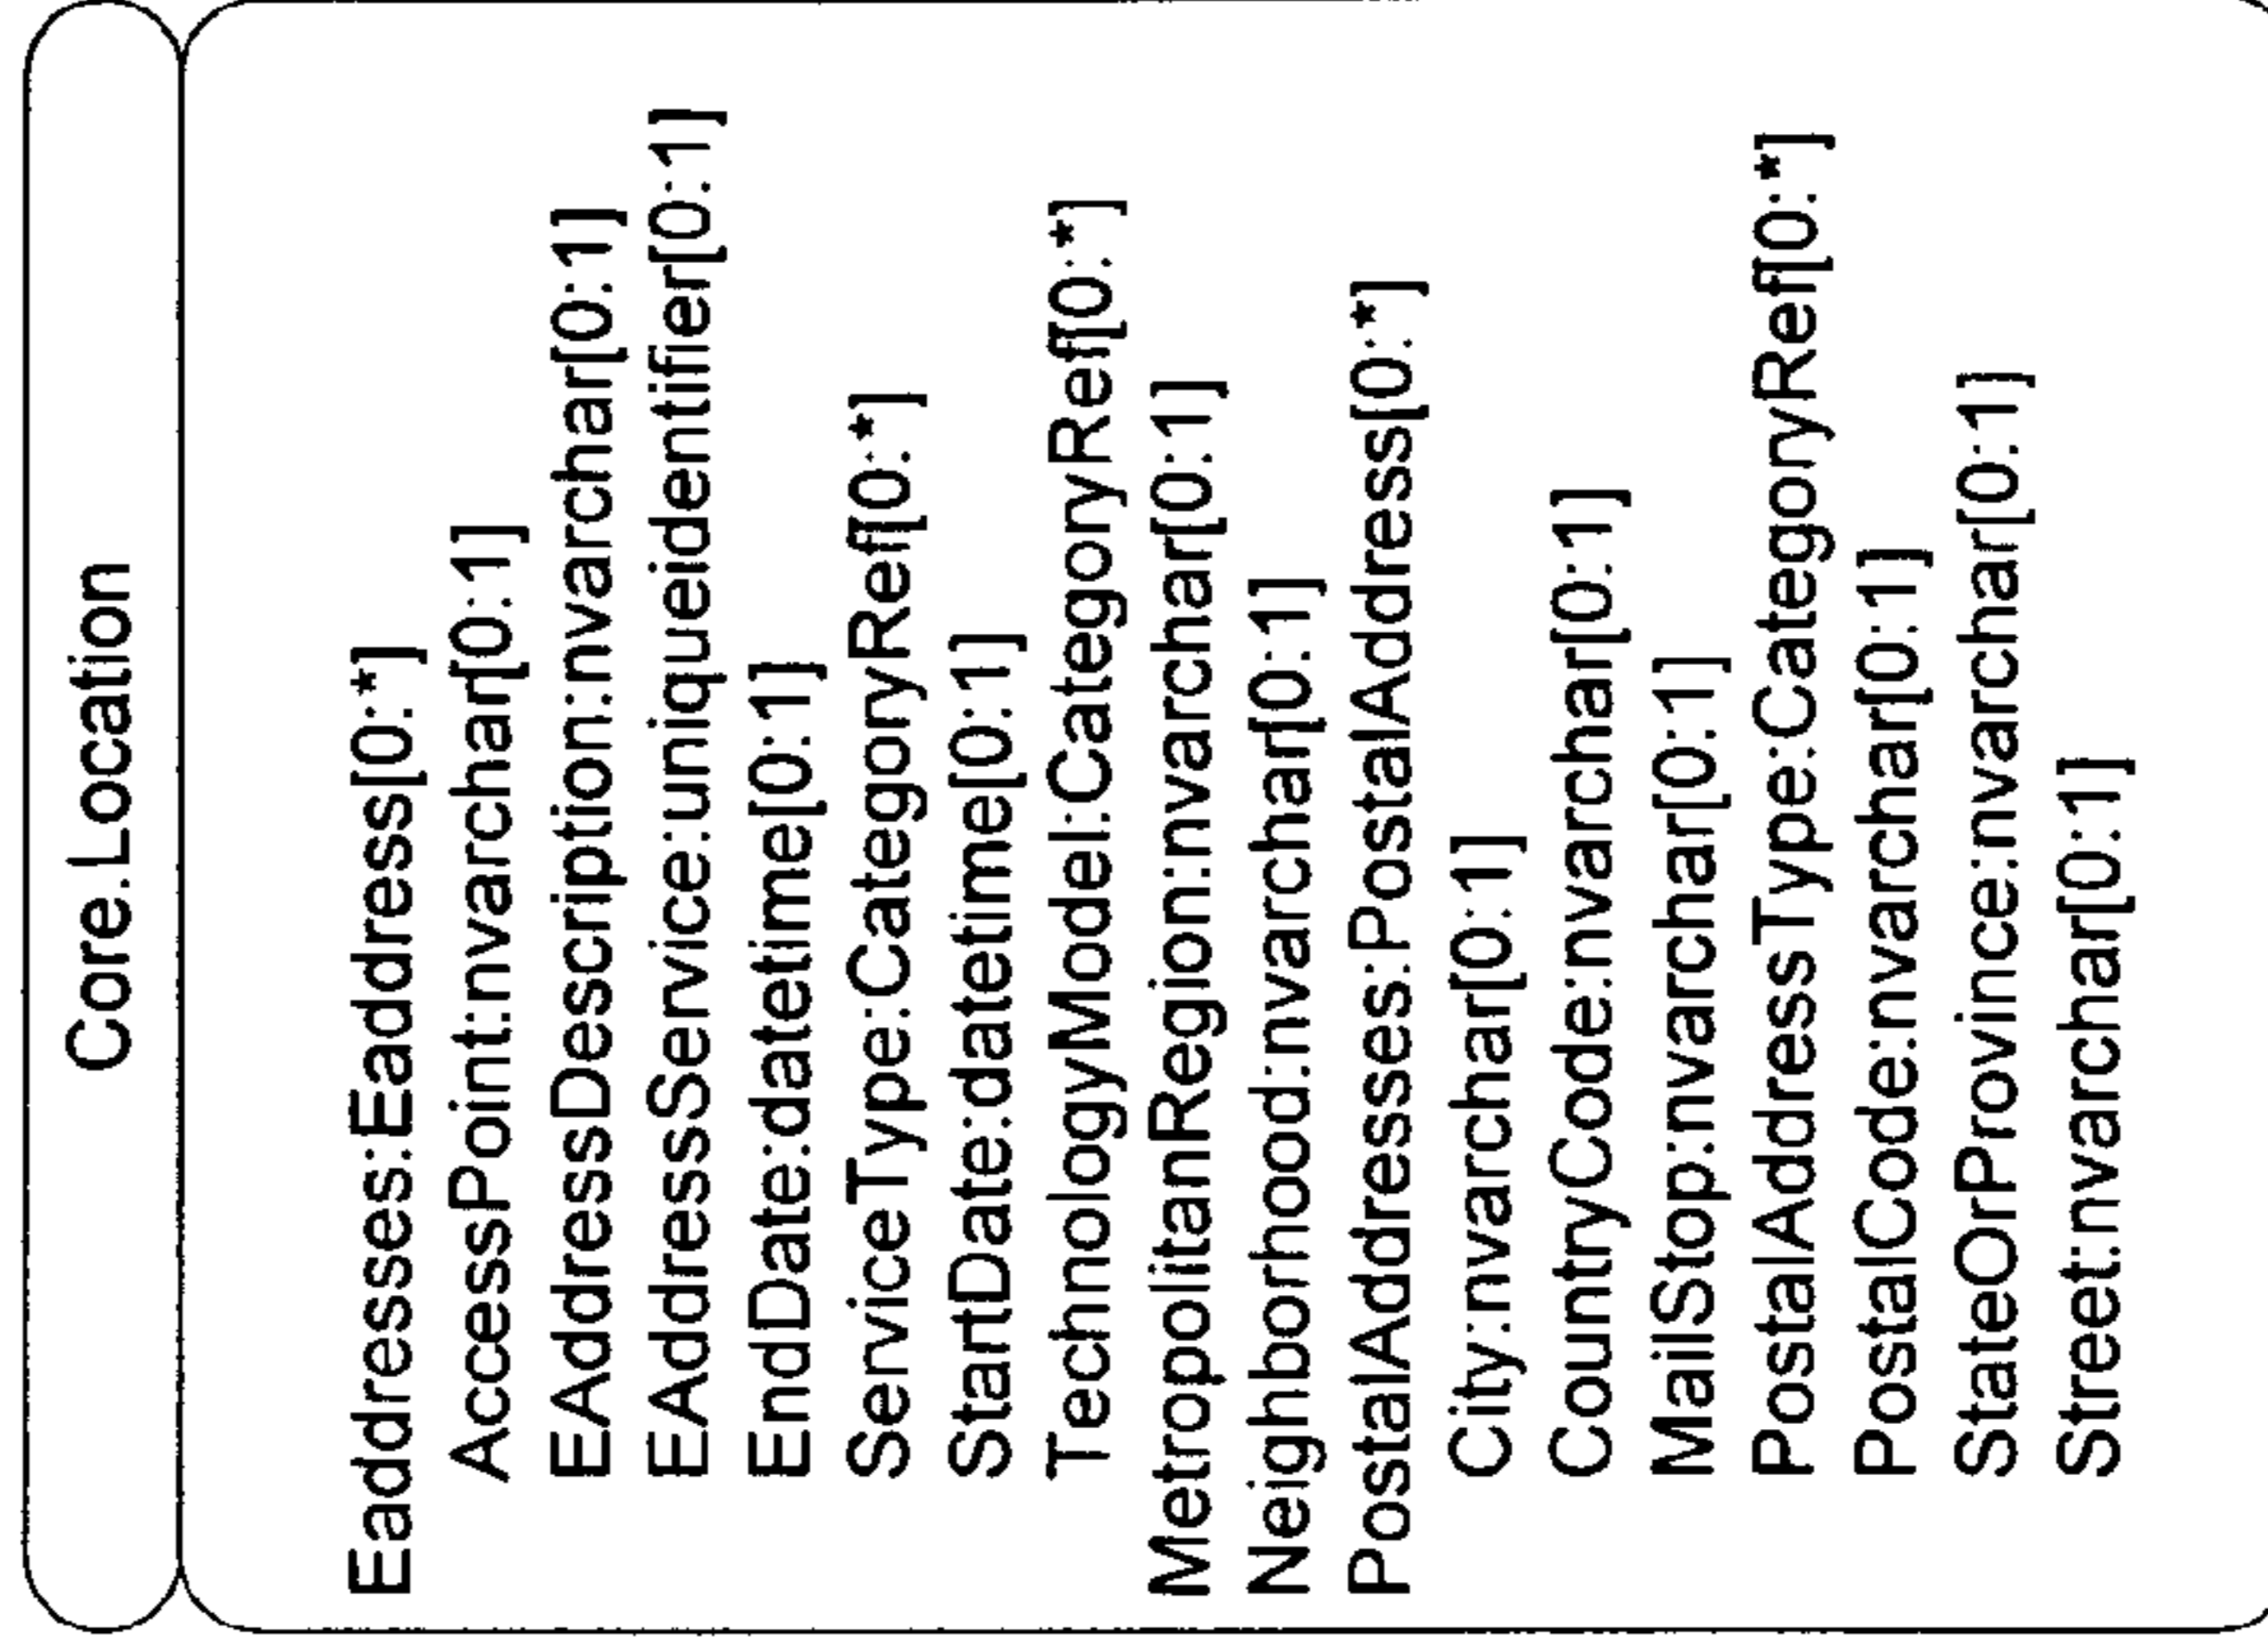 Core.Location
Eaddresses:Eaddress[0:*]
AccessPoint:nvarchar[0:1]
EAddressDescription:nvarchar[0:1]
EAddressService:uniqueidentifier[0:1]
EndDate:datetime[0:1]
ServiceType:CategoryRef[0:*]
StartDate:datetime[0:1]
TechnologyModel:CategoryRef[0:*]
MetropolitanRegion:nvarchar[0:1]
Neighborhood:nvarchar[0:1]
PostalAddresses:PostalAddress[0:*]
City:nvarchar[0:1]
CountryCode:nvarchar[0:1]
MailStop:nvarchar[0:1]
PostalAddressType:CategoryRef[0:*]
PostalCode:nvarchar[0:1]
StateOrProvince:nvarchar[0:1]
Street:nvarchar[0:1]